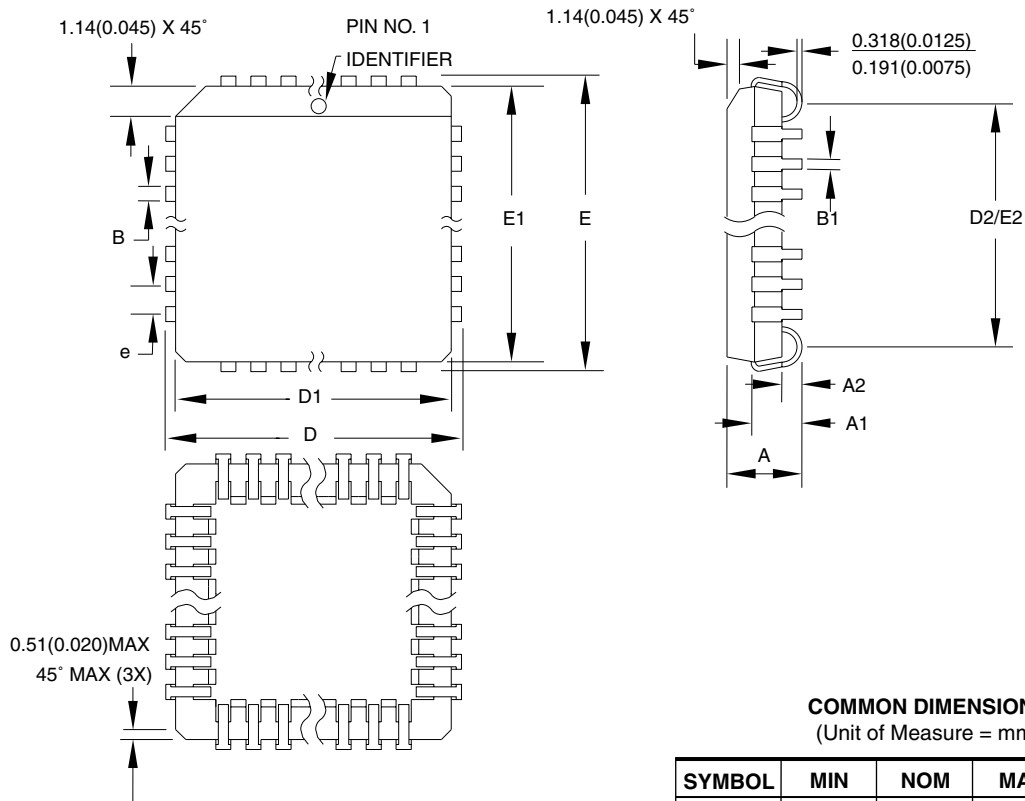 1.14(0.045) X 45˚
PIN NO. 1
IDENTIFIER
1.14(0.045) X 45˚
0.318(0.0125)
0.191(0.0075)
B
e
E1
E
B1
D2/E2
A2
A1
A
D1
D
0.51(0.020)MAX
45˚ MAX (3X)
COMMON DIMENSION
(Unit of Measure = mm
SYMBOL MIN NOM MA